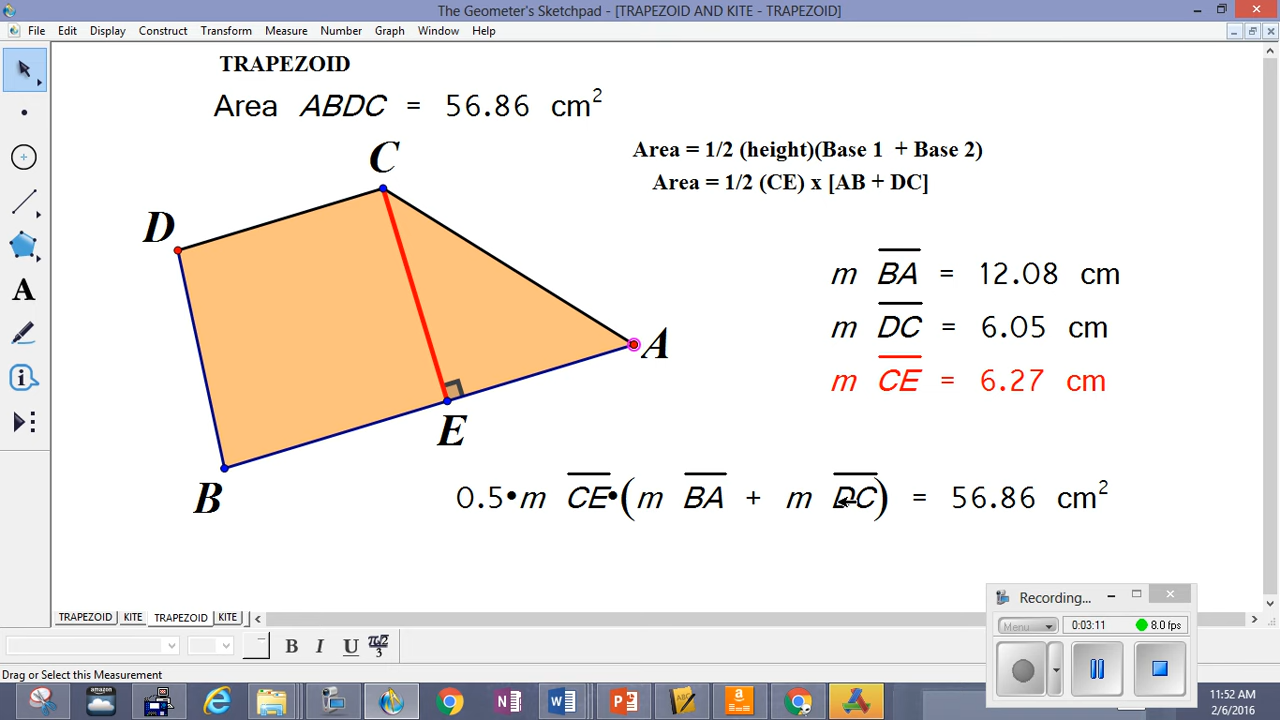 The Geometer's Sketchpad - [TRAPEZOID AND KITE - TRAPEZOID]
File Edit Display Construct Transform Measure Number Graph Window Help
TRAPEZOID
Area ABDC = 56.86 cm²
Area = 1/2 (height)(Base 1 + Base 2)
Area = 1/2 (CE) x [AB + DC]
C
D
A
E
B
m BA = 12.08 cm
m DC = 6.05 cm
m CE = 6.27 cm
0.5•m CE•(m BA + m DC) = 56.86 cm²
A
Recording...
Menu 0:03:11 8.0 fps
TRAPEZOID KITE TRAPEZOID KITE
B I U
Drag or Select this Measurement
amazon
11:52 AM
2/6/2016